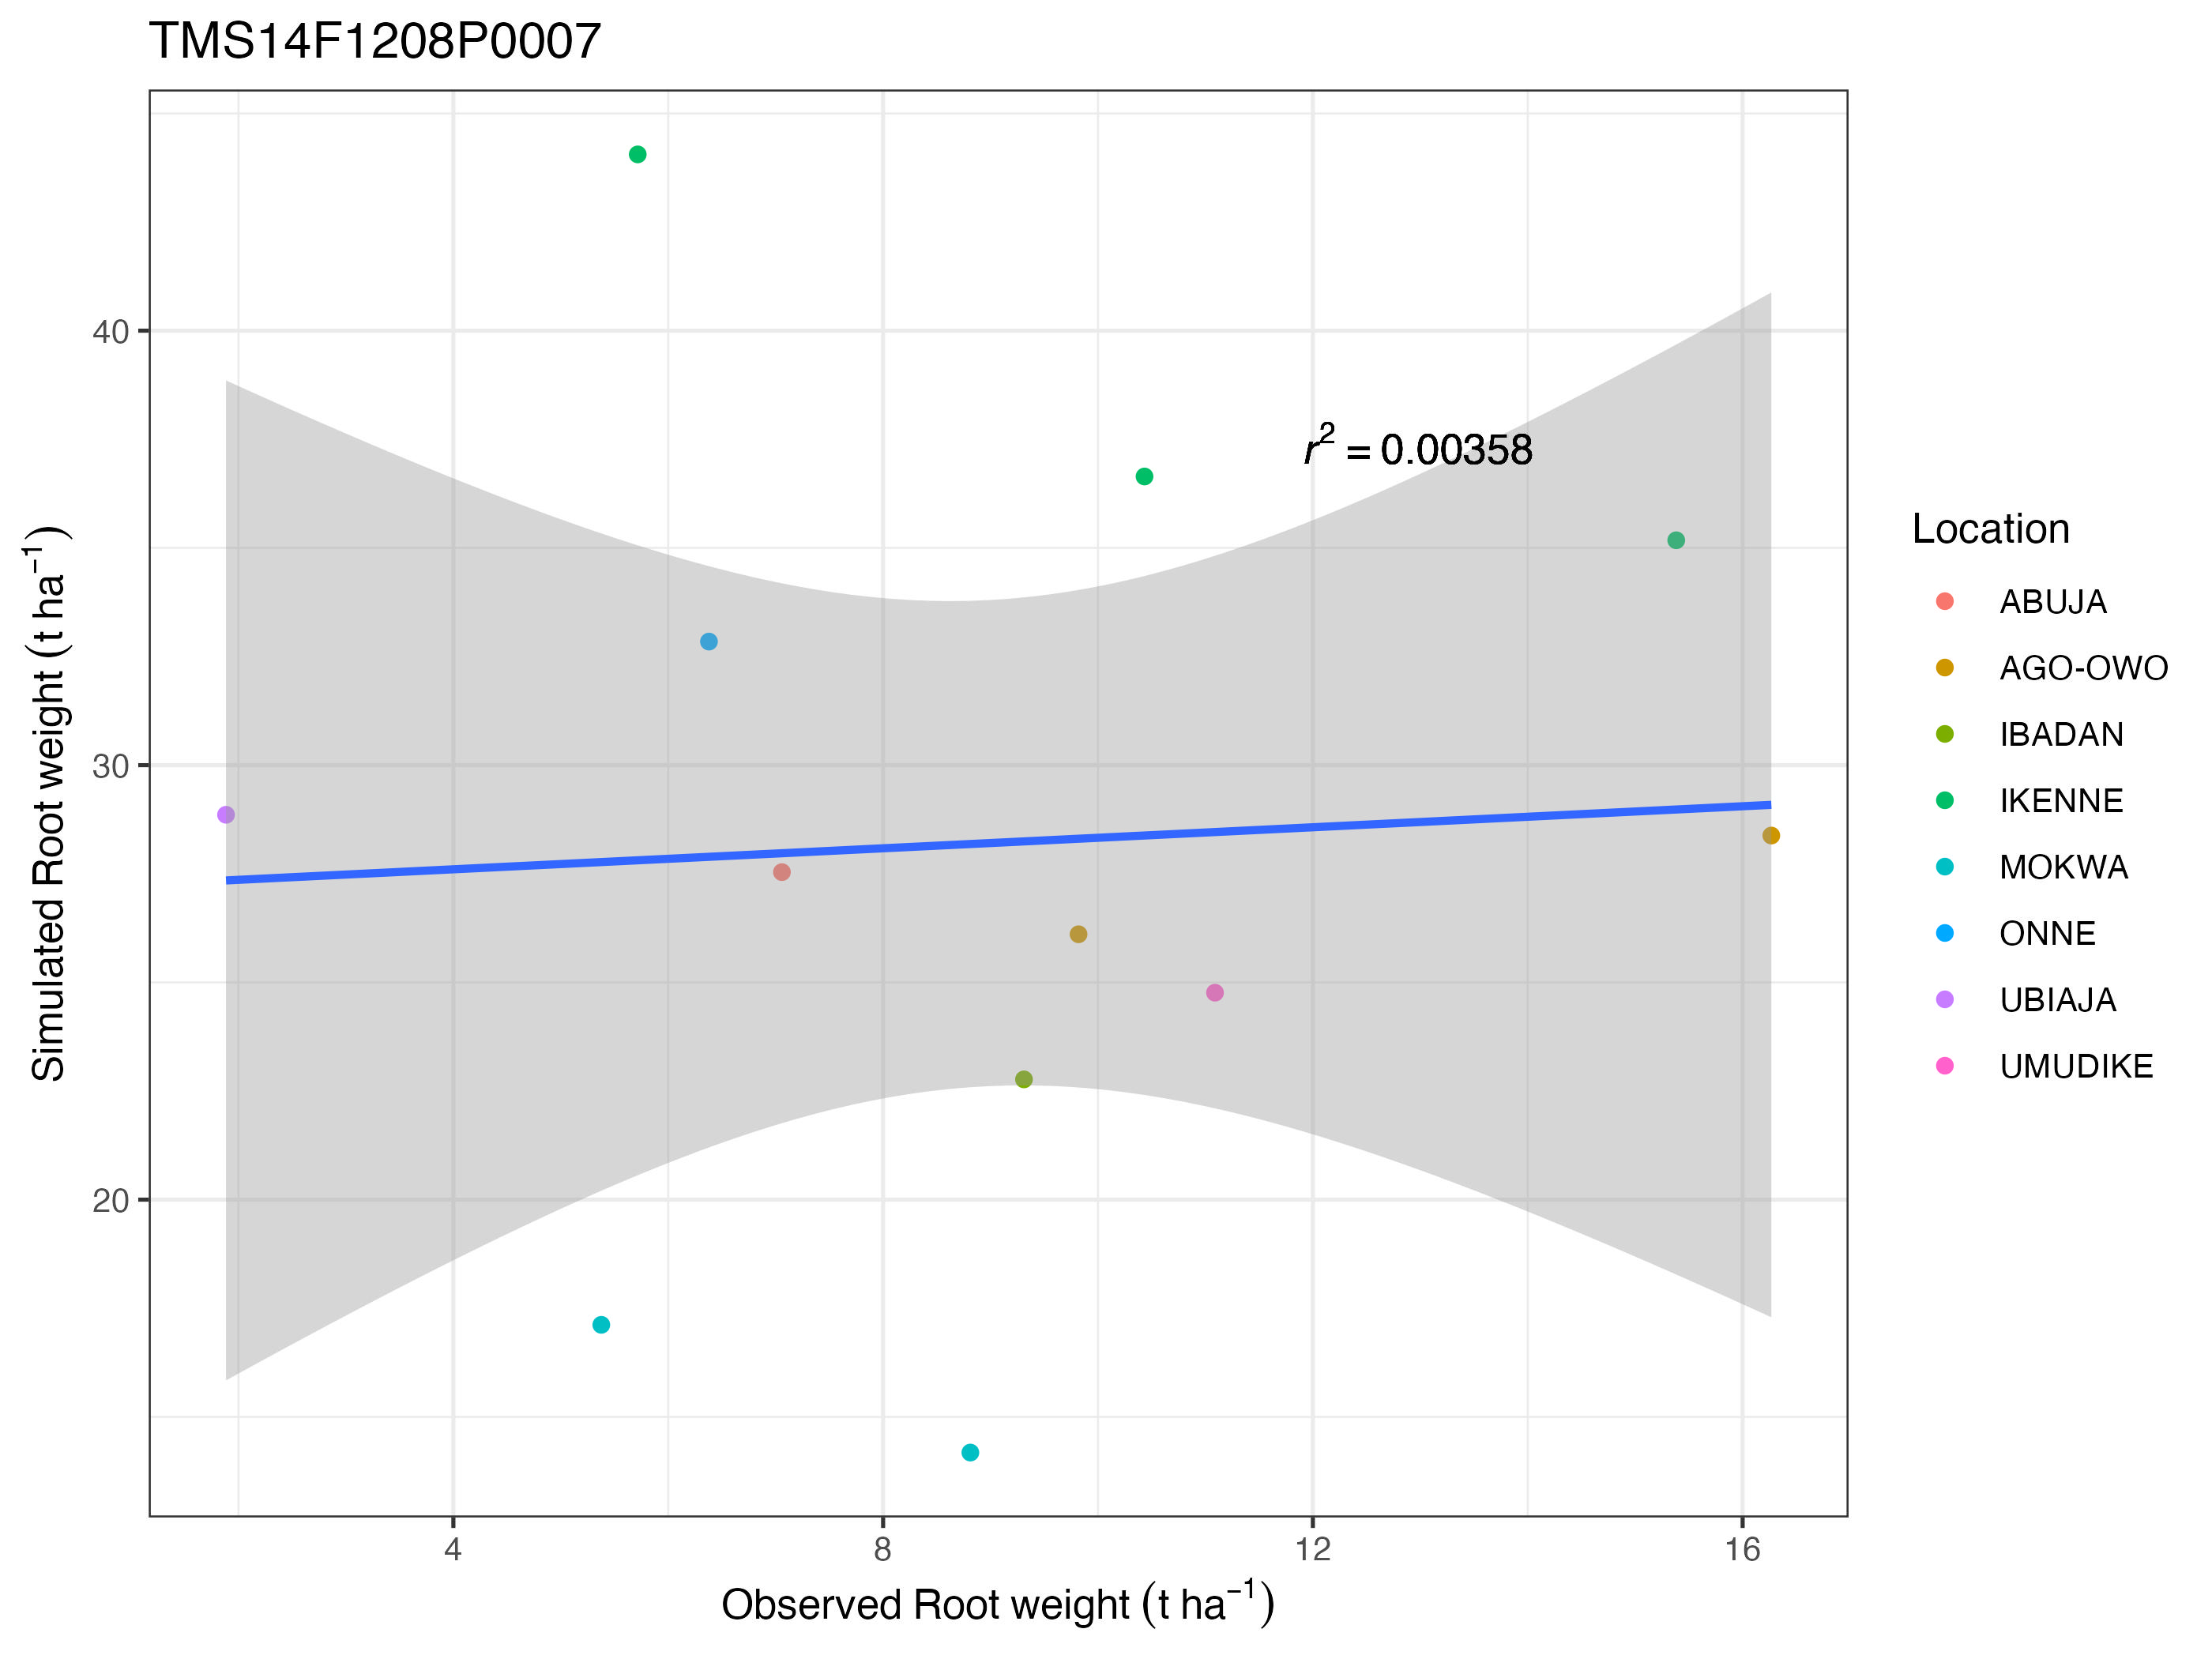 TMS14F1208P0007
r² = 0.00358
Simulated Root weight (t ha⁻¹)
40
30
20
4 8 12 16
Observed Root weight (t ha⁻¹)
Location
ABUJA
AGO-OWO
IBADAN
IKENNE
MOKWA
ONNE
UBIAJA
UMUDIKE